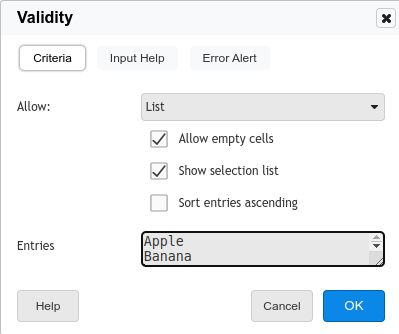 Validity
Criteria Input Help Error Alert
Allow: List
Allow empty cells
Show selection list
Sort entries ascending
Entries Apple
Banana
Help Cancel OK